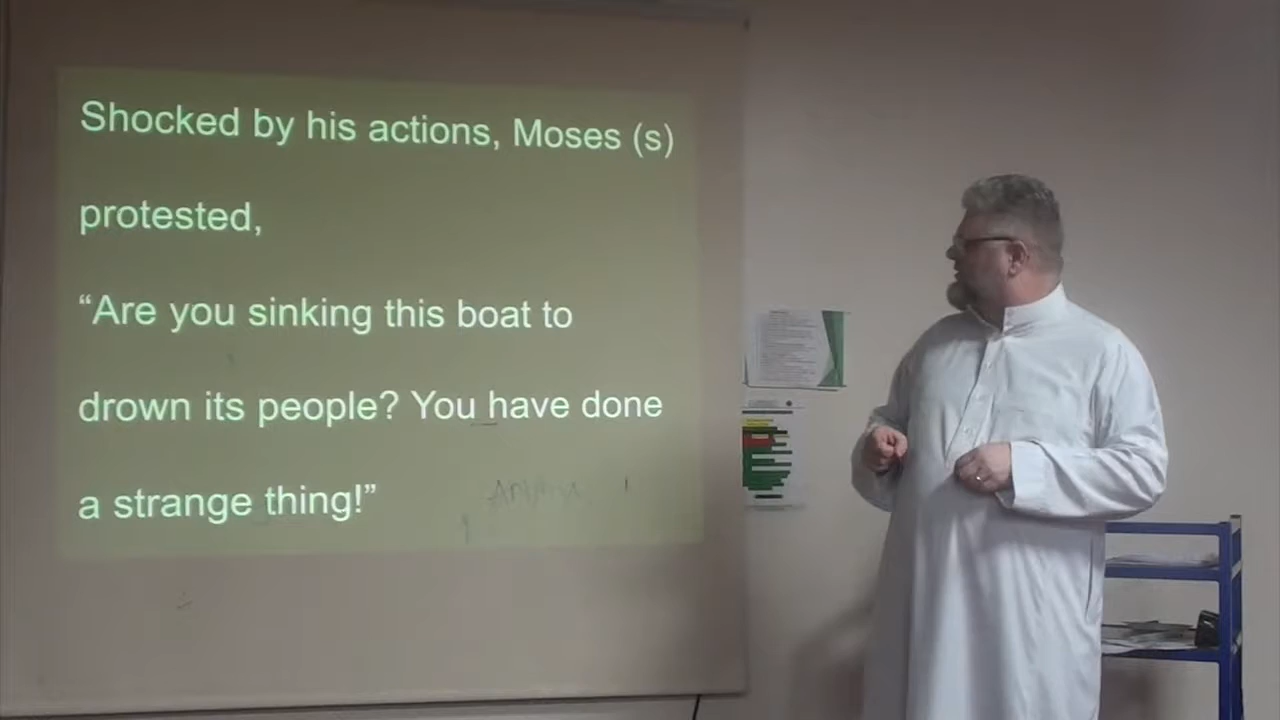 Shocked by his actions, Moses (s)
protested,
“Are you sinking this boat to
drown its people? You have done
a strange thing!”